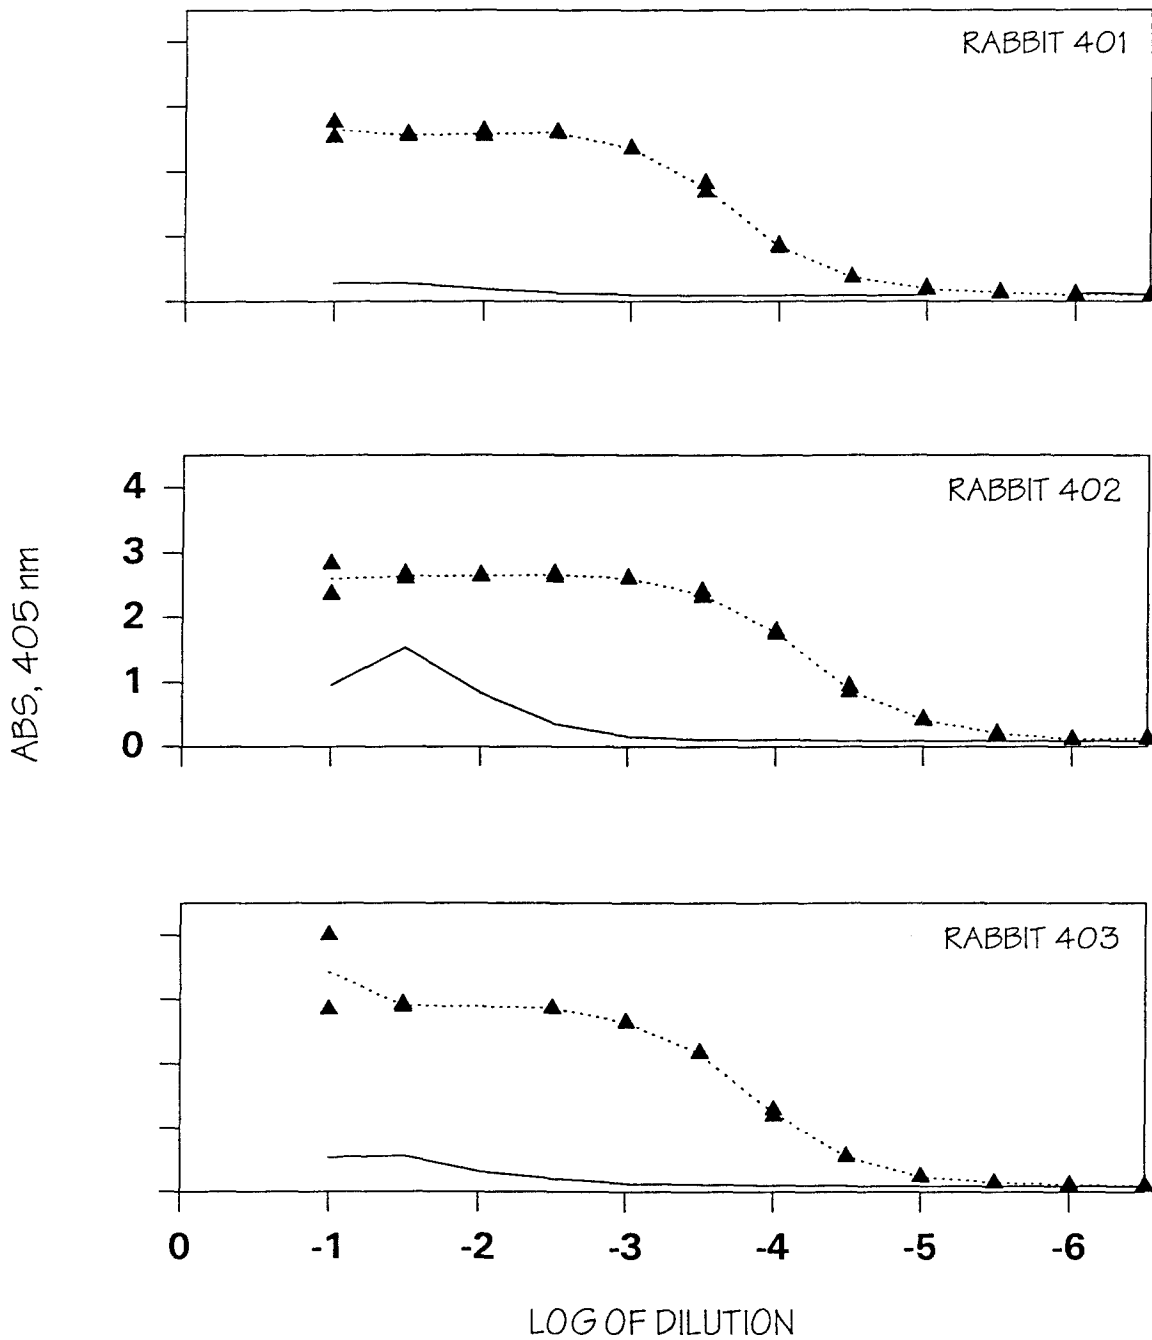 RABBIT 401
RABBIT 402
4
3
2
1
0
ABS, 405 nm
RABBIT 403
0 -1 -2 -3 -4 -5 -6
LOG OF DILUTION